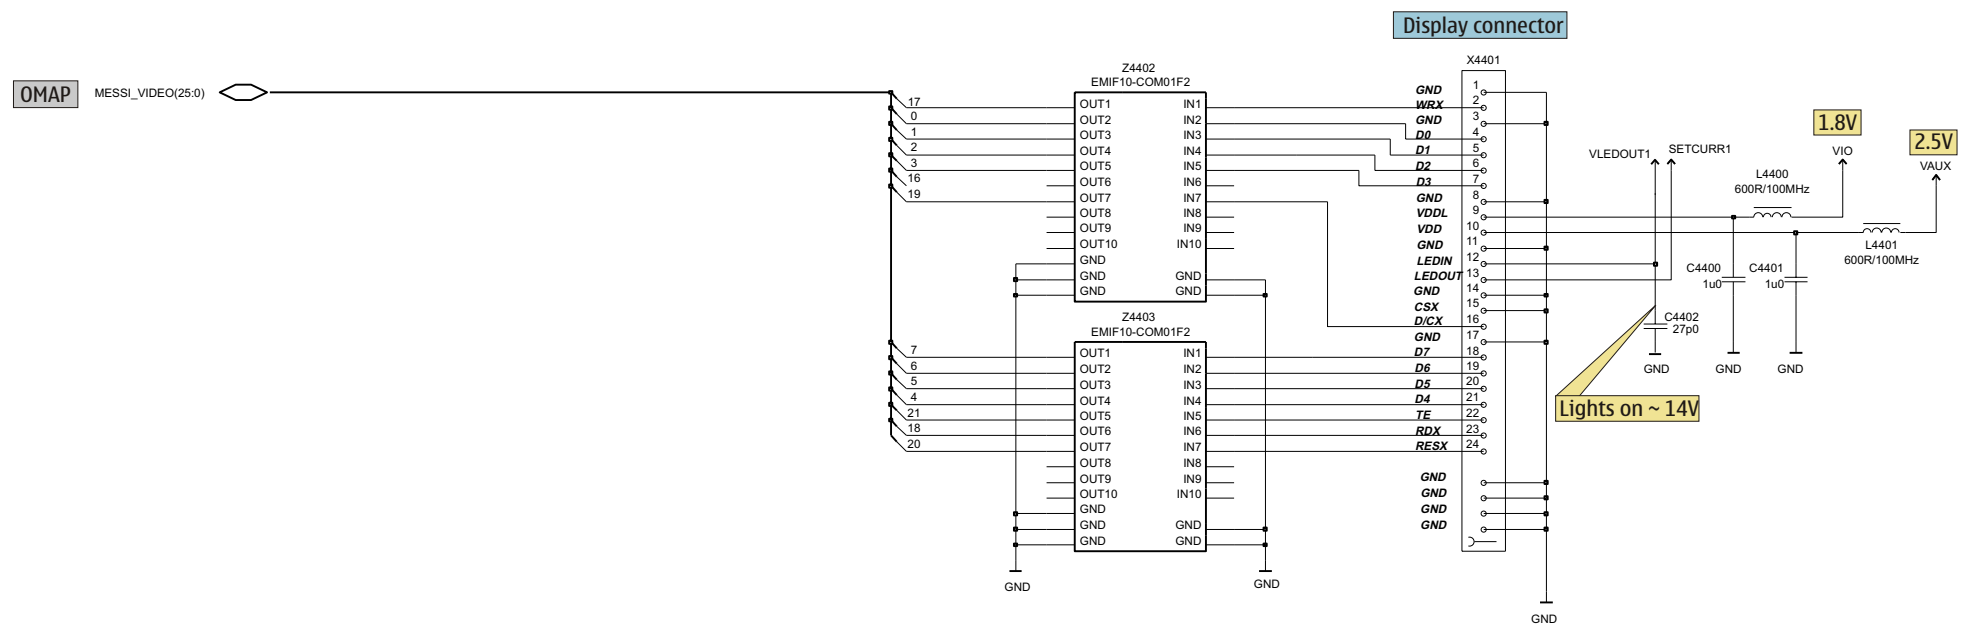 Display connector
OMAP
MESSI_VIDEO(25:0)
Z4402
EMIF10-COM01F2
17
0
1
2
3
16
19
OUT1 IN1
OUT2 IN2
OUT3 IN3
OUT4 IN4
OUT5 IN5
OUT6 IN6
OUT7 IN7
OUT8 IN8
OUT9 IN9
OUT10 IN10
GND
GND GND
GND GND
Z4403
EMIF10-COM01F2
7
6
5
4
21
18
20
OUT1 IN1
OUT2 IN2
OUT3 IN3
OUT4 IN4
OUT5 IN5
OUT6 IN6
OUT7 IN7
OUT8 IN8
OUT9 IN9
OUT10 IN10
GND
GND GND
GND GND
GND
GND
X4401
GND 1
WRX 2
GND 3
D0 4
D1 5
D2 6
D3 7
GND 8
VDDL 9
VDD 10
GND 11
LEDIN 12
LEDOUT 13
GND 14
CSX 15
D/CX 16
GND 17
D7 18
D6 19
D5 20
D4 21
TE 22
RDX 23
RESX 24
GND
GND
GND
GND
GND
VLEDOUT1
SETCURR1
1.8V
VIO
2.5V
VAUX
L4400
600R/100MHz
L4401
600R/100MHz
C4400
1u0
C4401
1u0
C4402
27p0
GND
GND
GND
Lights on ~ 14V